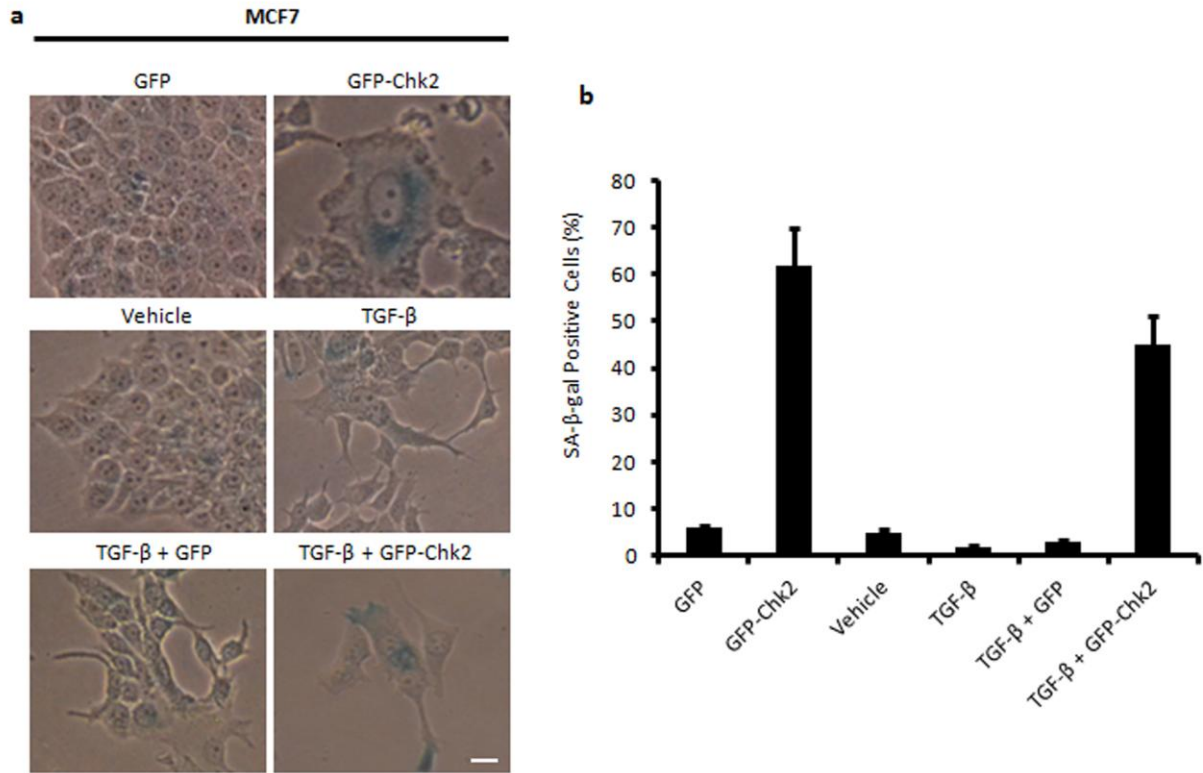 a
MCF7
GFP
GFP-Chk2
Vehicle
TGF-β
TGF-β + GFP
TGF-β + GFP-Chk2
b
SA-β-gal Positive Cells (%)
80
70
60
50
40
30
20
10
0
GFP
GFP-Chk2
Vehicle
TGF-β
TGF-β + GFP
TGF-β + GFP-Chk2